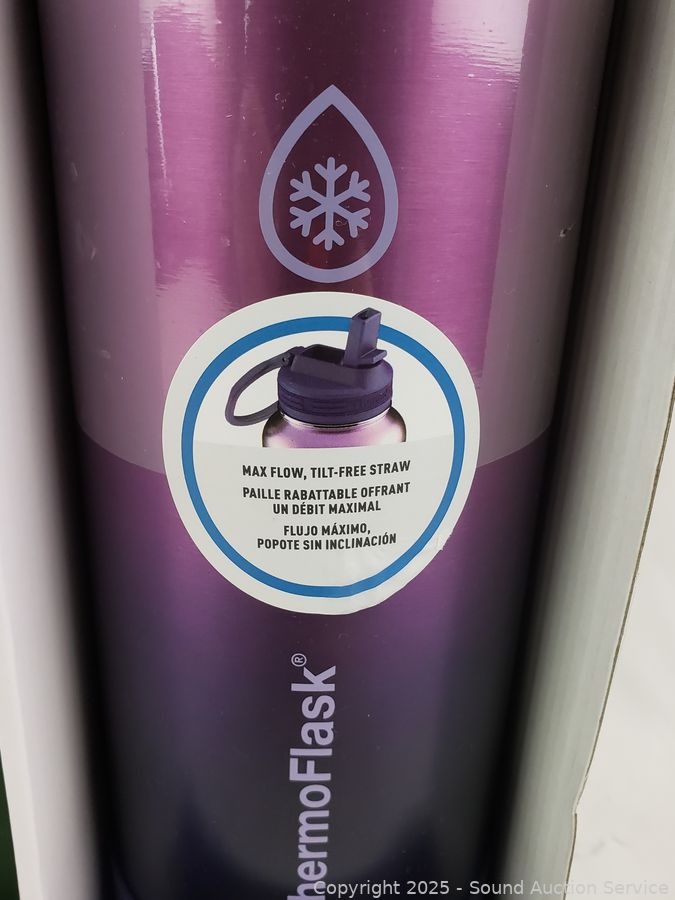 MAX FLOW, TILT-FREE STRAW
PAILLE RABATTABLE OFFRANT
UN DÉBIT MAXIMAL
FLUJO MÁXIMO,
POPOTE SIN INCLINACIÓN
hermoFlask®
Copyright 2025 - Sound Auction Service